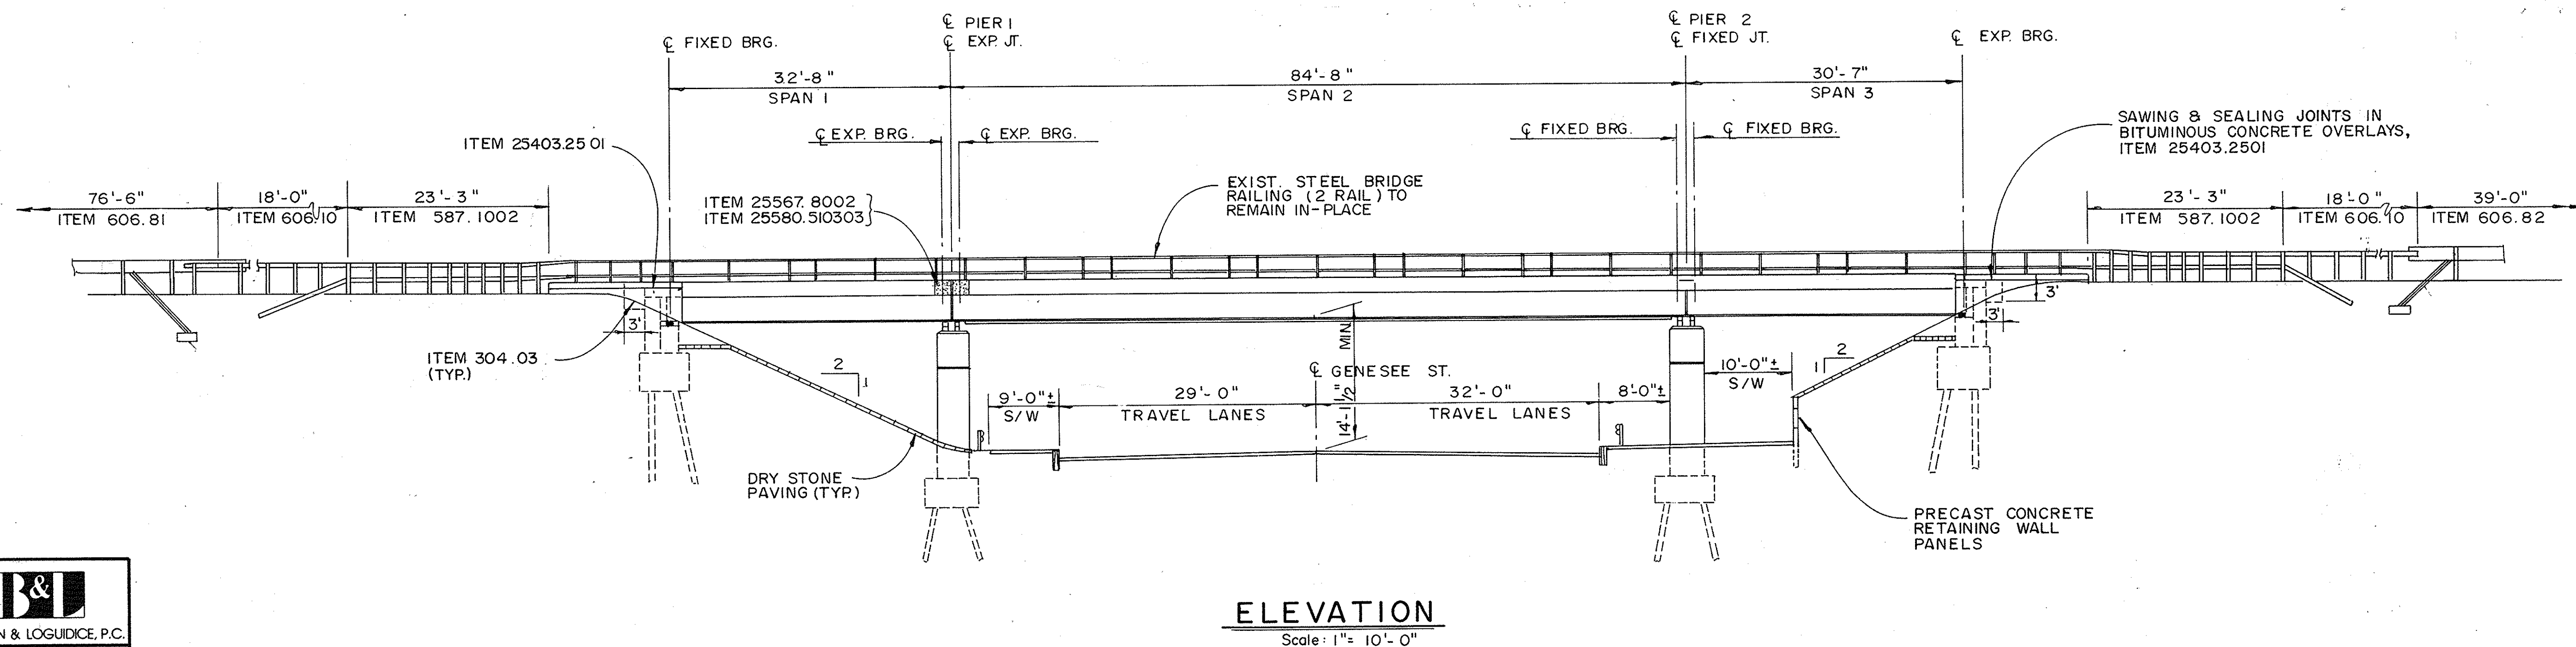 ℄ PIER 1
℄ EXP. JT.
℄ PIER 2
℄ FIXED JT.
℄ FIXED BRG.
℄ EXP. BRG.
32'-8"
SPAN 1
84'-8"
SPAN 2
30'-7"
SPAN 3
℄ EXP. BRG.
℄ EXP. BRG.
℄ FIXED BRG.
℄ FIXED BRG.
ITEM 25403.2501
SAWING & SEALING JOINTS IN
BITUMINOUS CONCRETE OVERLAYS,
ITEM 25403.2501
76'-6"
ITEM 606.81
18'-0"
ITEM 606.10
23'-3"
ITEM 587.1002
ITEM 25567.8002
ITEM 25580.510303
EXIST. STEEL BRIDGE
RAILING (2 RAIL) TO
REMAIN IN-PLACE
23'-3"
ITEM 587.1002
18'-0"
ITEM 606.10
39'-0"
ITEM 606.82
3'
3'
3'
ITEM 304.03
(TYP.)
2
1
MIN.
14'-1 1/2"
℄ GENESEE ST.
9'-0"±
S/W
29'-0"
TRAVEL LANES
32'-0"
TRAVEL LANES
8'-0"±
10'-0"±
S/W
2
1
DRY STONE
PAVING (TYP.)
PRECAST CONCRETE
RETAINING WALL
PANELS
B&L
N & LOGUIDICE, P.C.
ELEVATION
Scale: 1"= 10'-0"